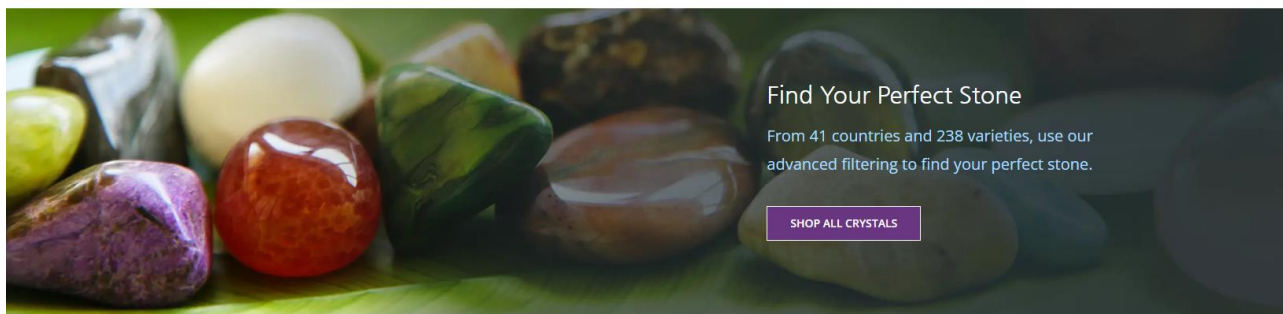 Find Your Perfect Stone
From 41 countries and 238 varieties, use our
advanced filtering to find your perfect stone.
SHOP ALL CRYSTALS